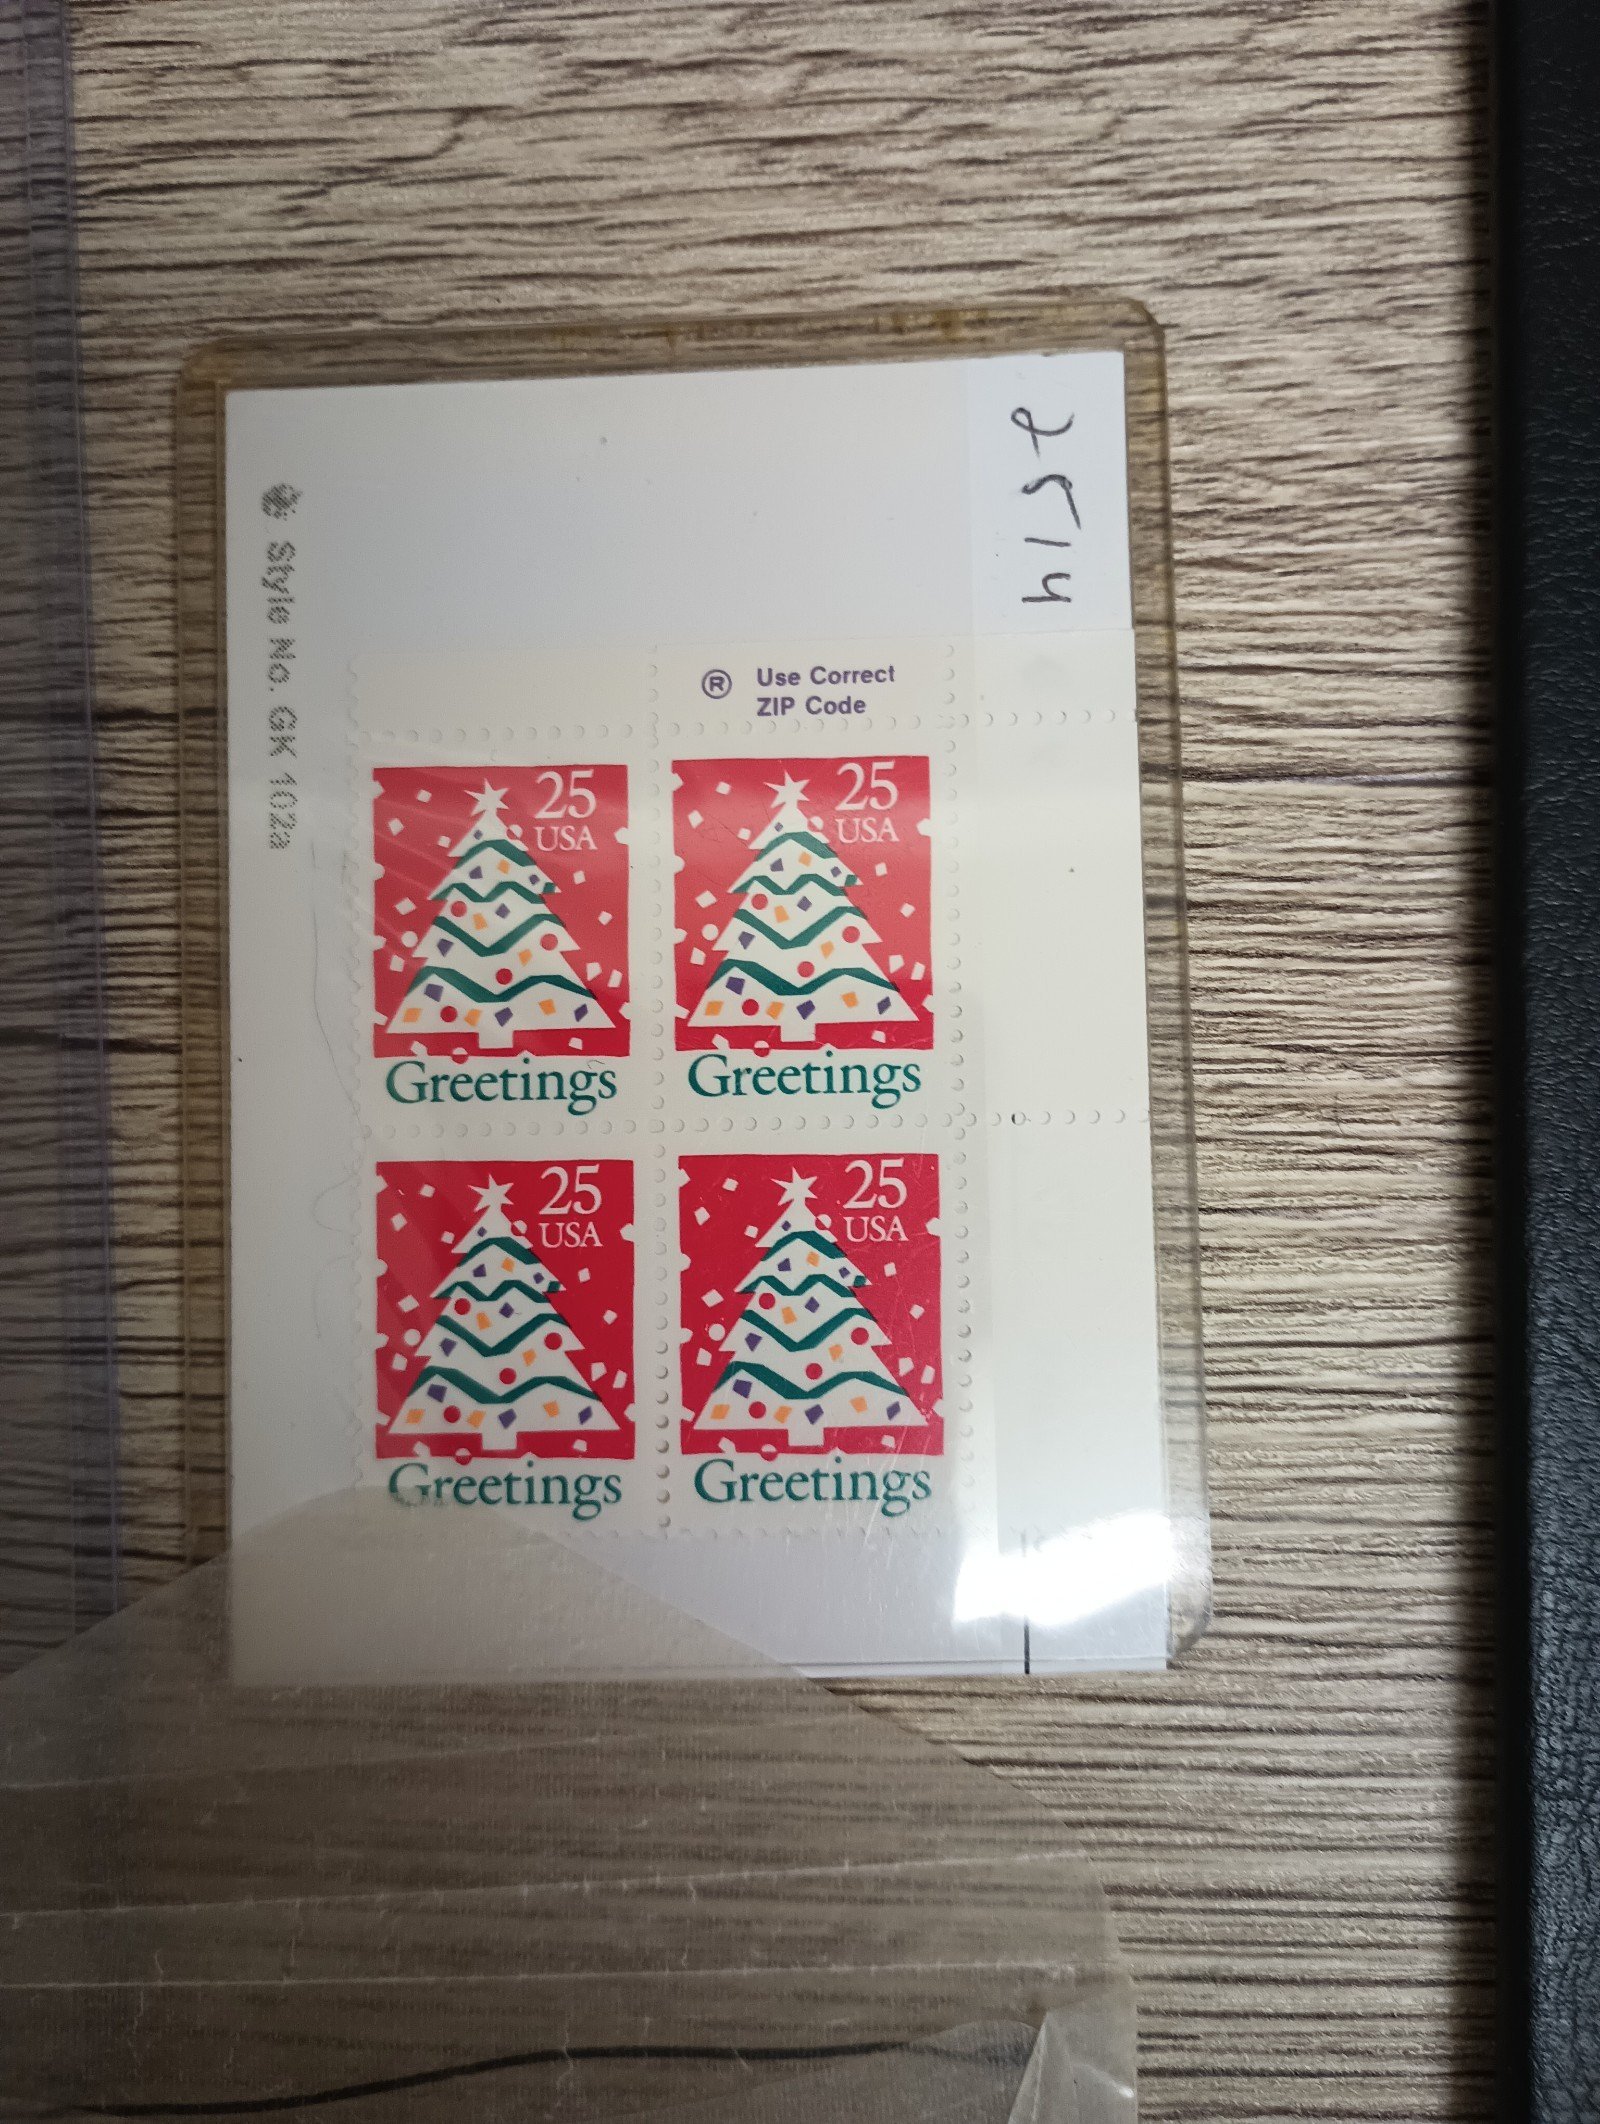 2514
Style No. GK 102a
® Use Correct
ZIP Code
25
USA
Greetings
25
USA
Greetings
25
USA
Greetings
25
USA
Greetings